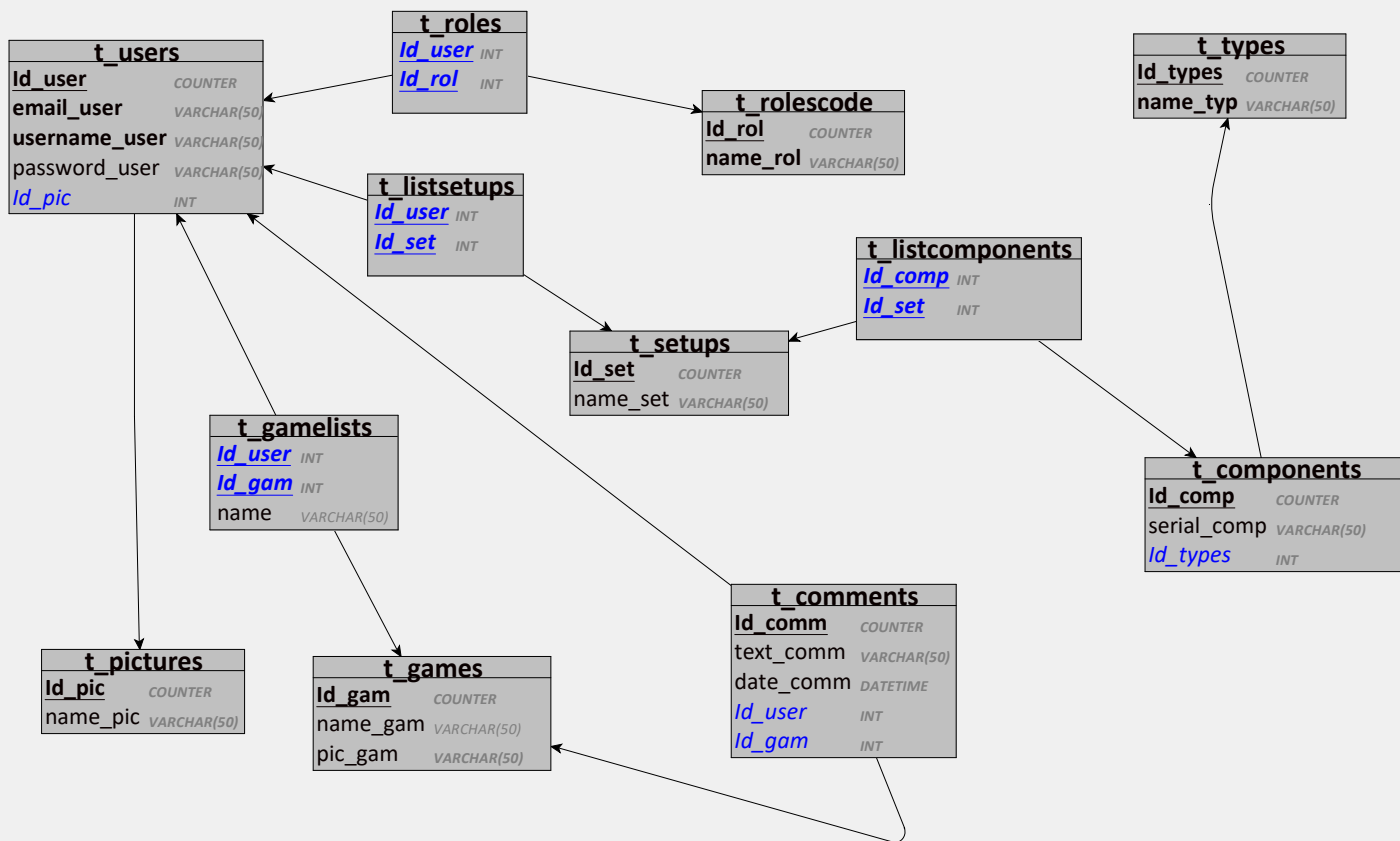 t_roles
Id_user INT
Id_rol INT
t_users
Id_user COUNTER
email_user VARCHAR(50)
username_user VARCHAR(50)
password_user VARCHAR(50)
Id_pic INT
t_types
Id_types COUNTER
name_typ VARCHAR(50)
t_rolescode
Id_rol COUNTER
name_rol VARCHAR(50)
t_listsetups
Id_user INT
Id_set INT
t_listcomponents
Id_comp INT
Id_set INT
t_setups
Id_set COUNTER
name_set VARCHAR(50)
t_gamelists
Id_user INT
Id_gam INT
name VARCHAR(50)
t_components
Id_comp COUNTER
serial_comp VARCHAR(50)
Id_types INT
t_comments
Id_comm COUNTER
text_comm VARCHAR(50)
date_comm DATETIME
Id_user INT
Id_gam INT
t_pictures
Id_pic COUNTER
name_pic VARCHAR(50)
t_games
Id_gam COUNTER
name_gam VARCHAR(50)
pic_gam VARCHAR(50)